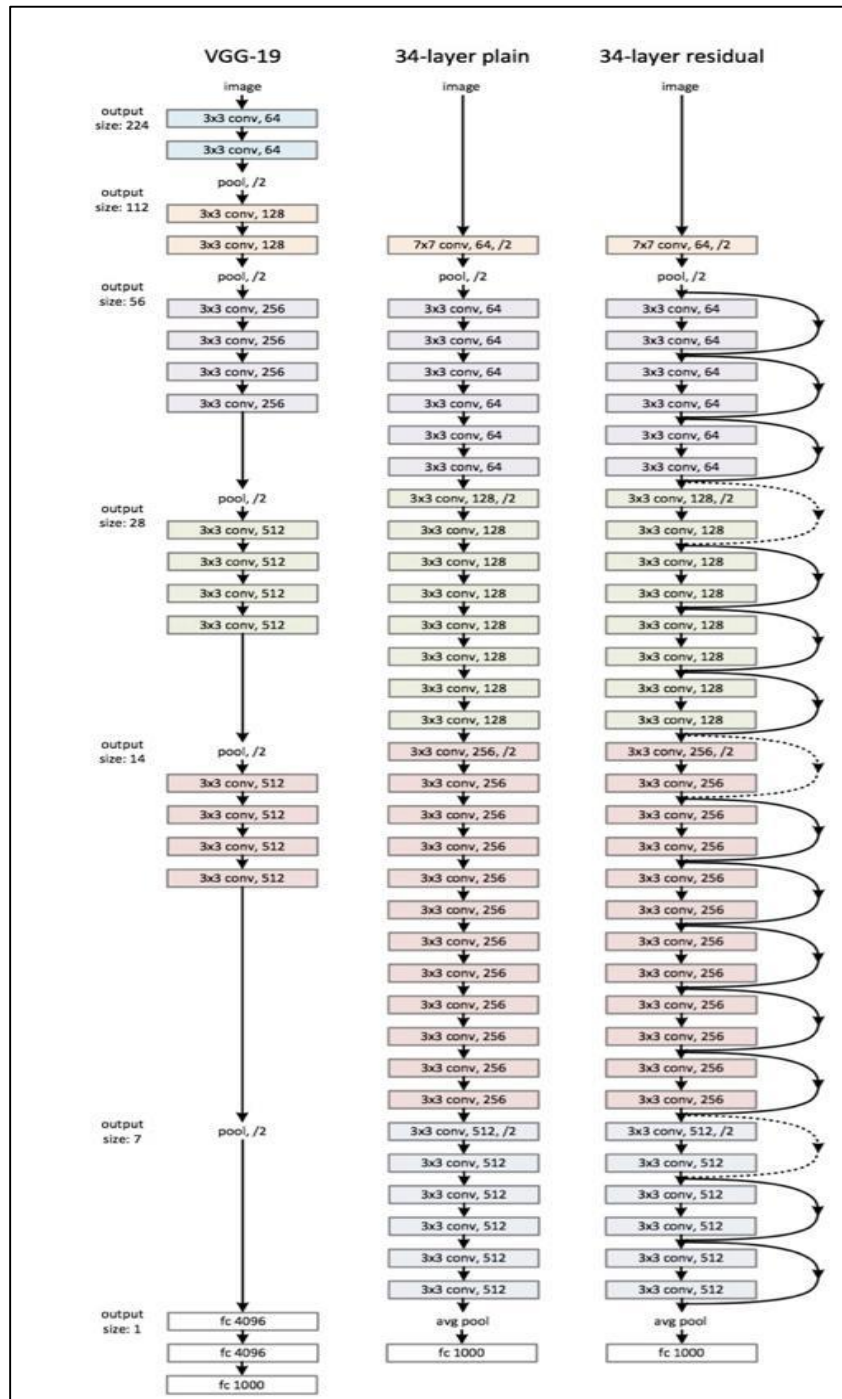 output
size: 224
output
size: 112
output
size: 56
output
size: 28
output
size: 14
output
size: 7
output
size: 1
VGG-19
image
3x3 conv, 64
3x3 conv, 64
pool, /2
3x3 conv, 128
3x3 conv, 128
pool, /2
3x3 conv, 256
3x3 conv, 256
3x3 conv, 256
3x3 conv, 256
pool, /2
3x3 conv, 512
3x3 conv, 512
3x3 conv, 512
3x3 conv, 512
pool, /2
3x3 conv, 512
3x3 conv, 512
3x3 conv, 512
3x3 conv, 512
pool, /2
fc 4096
fc 4096
fc 1000
34-layer plain
image
7x7 conv, 64, /2
pool, /2
3x3 conv, 64
3x3 conv, 64
3x3 conv, 64
3x3 conv, 64
3x3 conv, 64
3x3 conv, 64
3x3 conv, 128, /2
3x3 conv, 128
3x3 conv, 128
3x3 conv, 128
3x3 conv, 128
3x3 conv, 128
3x3 conv, 128
3x3 conv, 128
3x3 conv, 256, /2
3x3 conv, 256
3x3 conv, 256
3x3 conv, 256
3x3 conv, 256
3x3 conv, 256
3x3 conv, 256
3x3 conv, 256
3x3 conv, 256
3x3 conv, 256
3x3 conv, 256
3x3 conv, 256
3x3 conv, 512, /2
3x3 conv, 512
3x3 conv, 512
3x3 conv, 512
3x3 conv, 512
3x3 conv, 512
avg pool
fc 1000
34-layer residual
image
7x7 conv, 64, /2
pool, /2
3x3 conv, 64
3x3 conv, 64
3x3 conv, 64
3x3 conv, 64
3x3 conv, 64
3x3 conv, 64
3x3 conv, 128, /2
3x3 conv, 128
3x3 conv, 128
3x3 conv, 128
3x3 conv, 128
3x3 conv, 128
3x3 conv, 128
3x3 conv, 128
3x3 conv, 256, /2
3x3 conv, 256
3x3 conv, 256
3x3 conv, 256
3x3 conv, 256
3x3 conv, 256
3x3 conv, 256
3x3 conv, 256
3x3 conv, 256
3x3 conv, 256
3x3 conv, 256
3x3 conv, 256
3x3 conv, 512, /2
3x3 conv, 512
3x3 conv, 512
3x3 conv, 512
3x3 conv, 512
3x3 conv, 512
avg pool
fc 1000